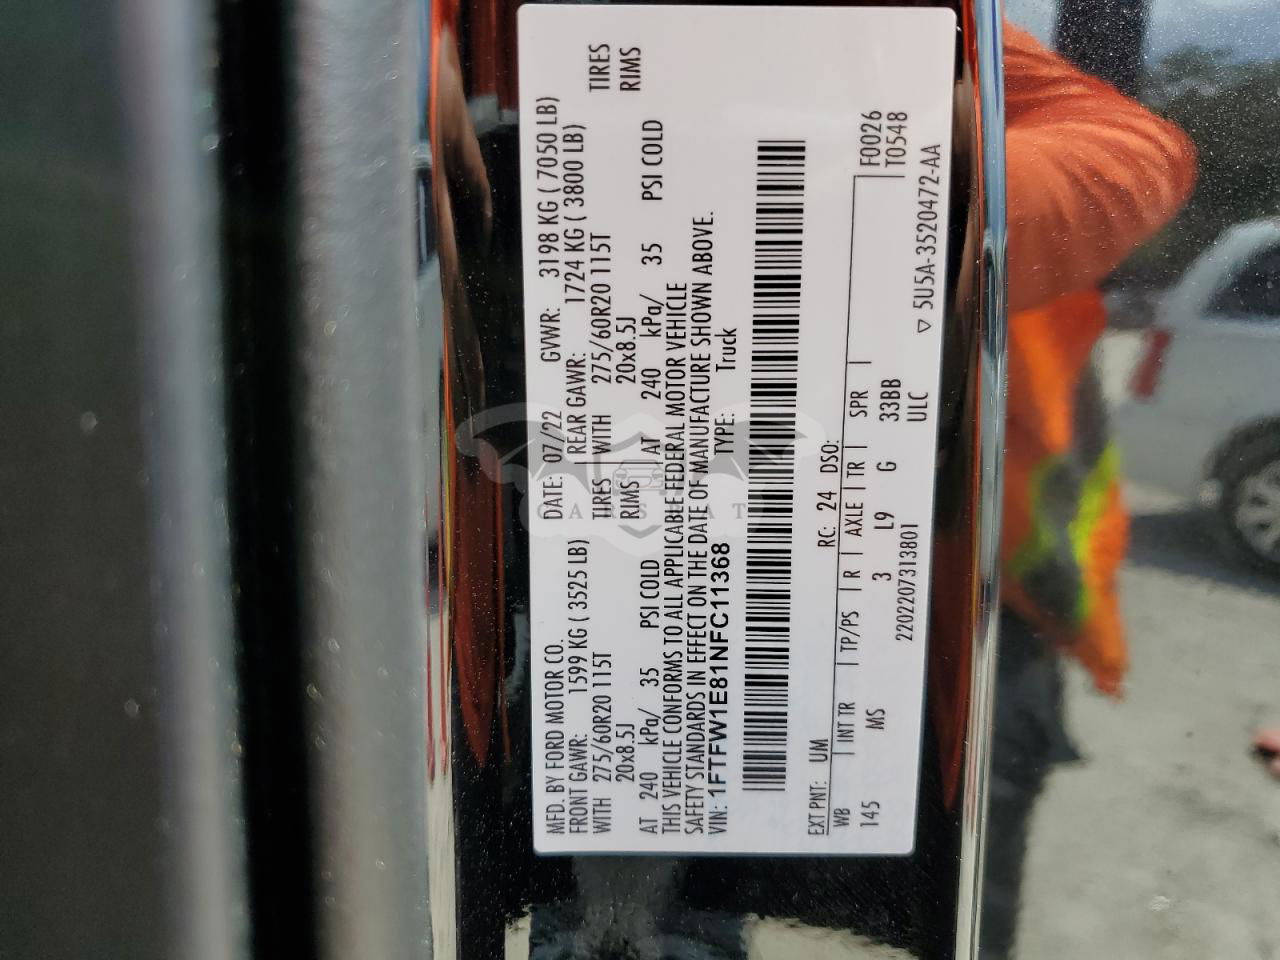 MFD. BY FORD MOTOR CO. DATE: 07/22 GVWR: 3198 KG ( 7050 LB)
FRONT GAWR: 1599 KG ( 3525 LB) REAR GAWR: 1724 KG ( 3800 LB)
WITH 275/60R20 115T TIRES WITH 275/60R20 115T TIRES
20x8.5J RIMS 20x8.5J RIMS
AT 240 kPa/ 35 PSI COLD AT 240 kPa/ 35 PSI COLD
THIS VEHICLE CONFORMS TO ALL APPLICABLE FEDERAL MOTOR VEHICLE
SAFETY STANDARDS IN EFFECT ON THE DATE OF MANUFACTURE SHOWN ABOVE.
VIN: 1FTFW1E81NFC11368 TYPE: Truck
EXT PNT: UM RC: 24 DSO:
WB INT TR TP/PS R AXLE TR SPR F0026
145 MS 3 L9 G 33BB T0548
2202207313801 ULC
▽ 5U5A-3520472-AA
CARSFAT